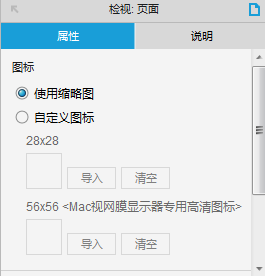 检视: 页面
属性
说明
图标
使用缩略图
自定义图标
28x28
导入
清空
56x56 <Mac视网膜显示器专用高清图标>
导入
清空